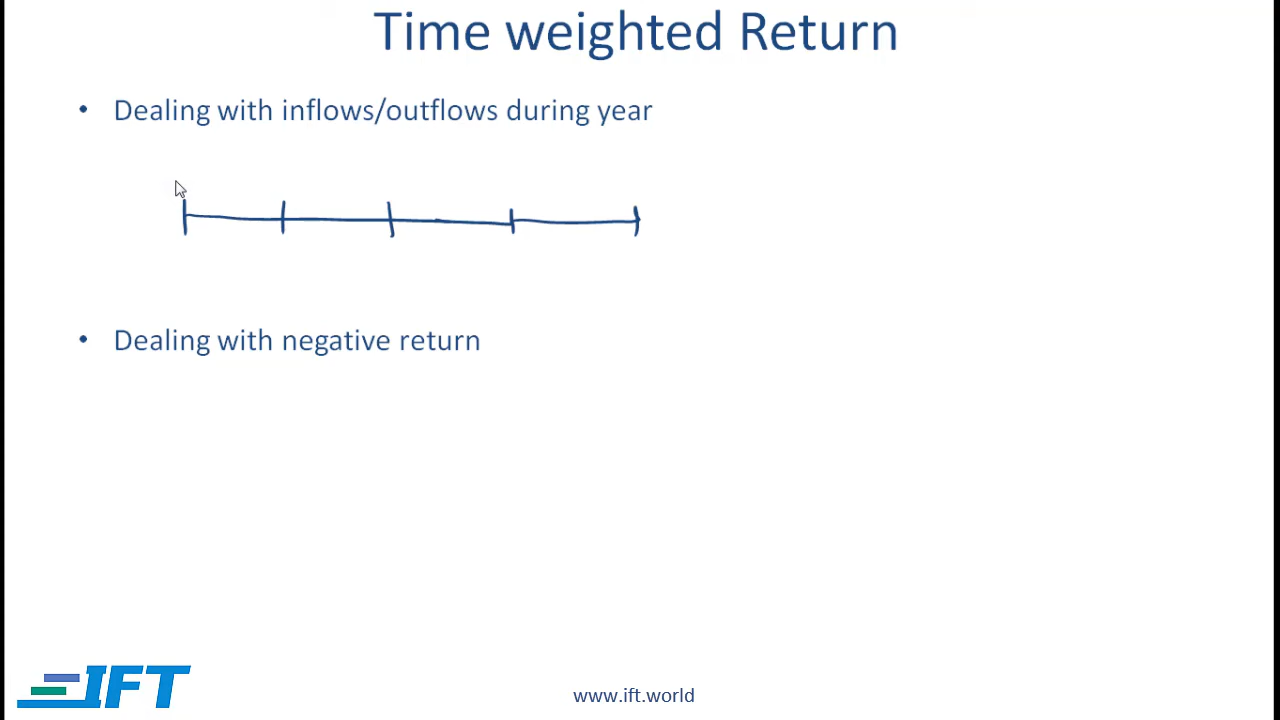 Time weighted Return
• Dealing with inflows/outflows during year
• Dealing with negative return
IFT
www.ift.world